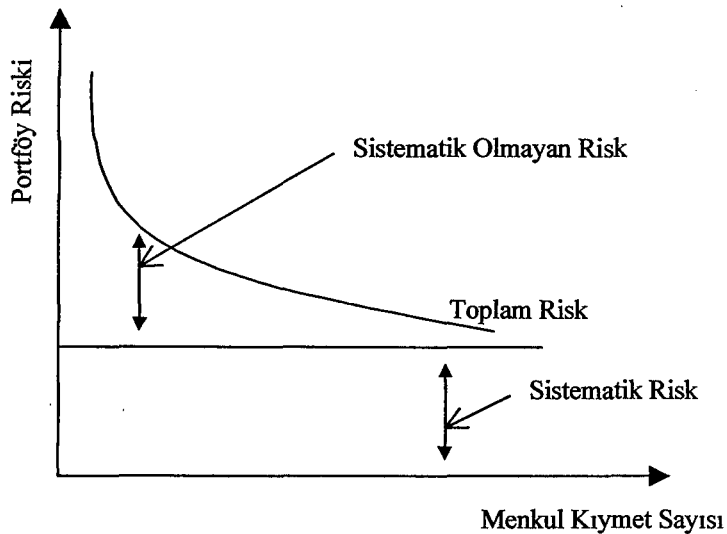 Portföy Riski
Sistematik Olmayan Risk
Toplam Risk
Sistematik Risk
Menkul Kıymet Sayısı